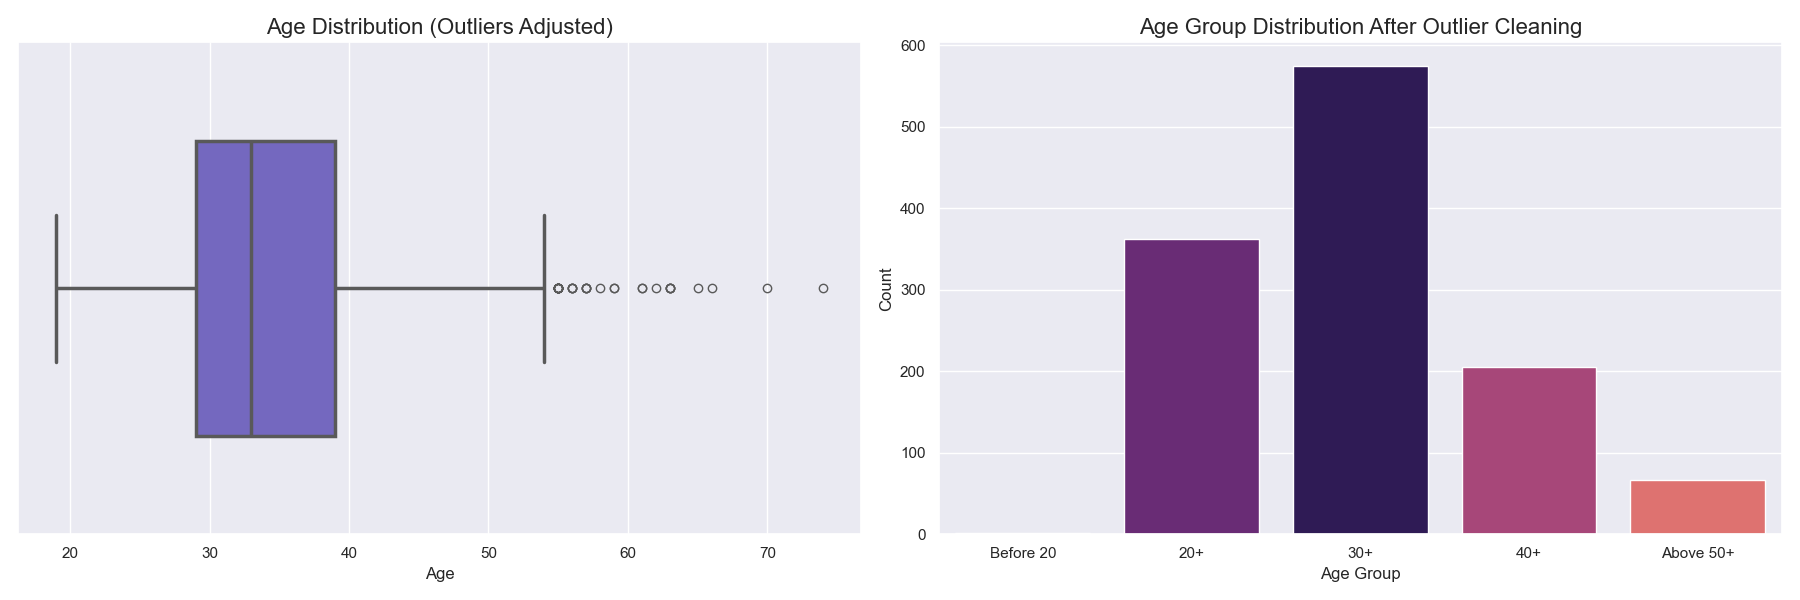 Age Distribution (Outliers Adjusted)
20 30 40 50 60 70
Age
Age Group Distribution After Outlier Cleaning
600
500
400
300
200
100
0
Count
Before 20 20+ 30+ 40+ Above 50+
Age Group